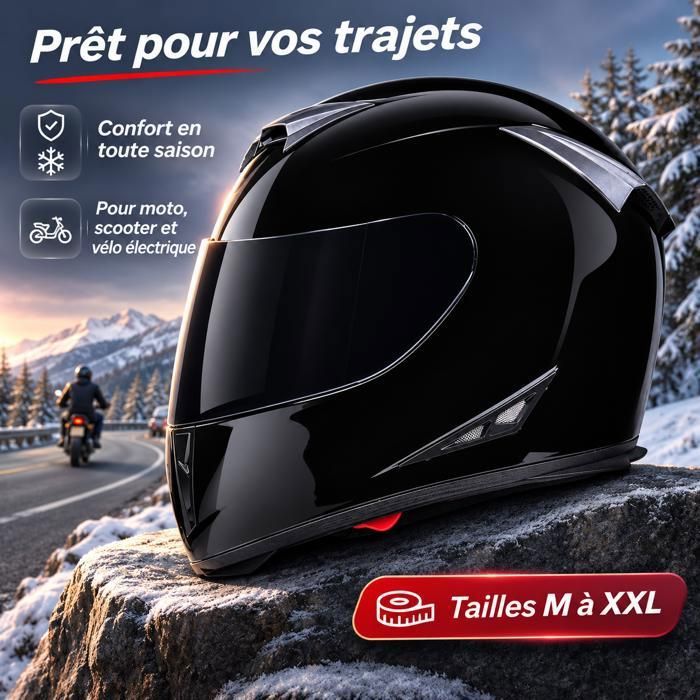 Prêt pour vos trajets
Confort en
toute saison
Pour moto,
scooter et
vélo électrique
Tailles M à XXL